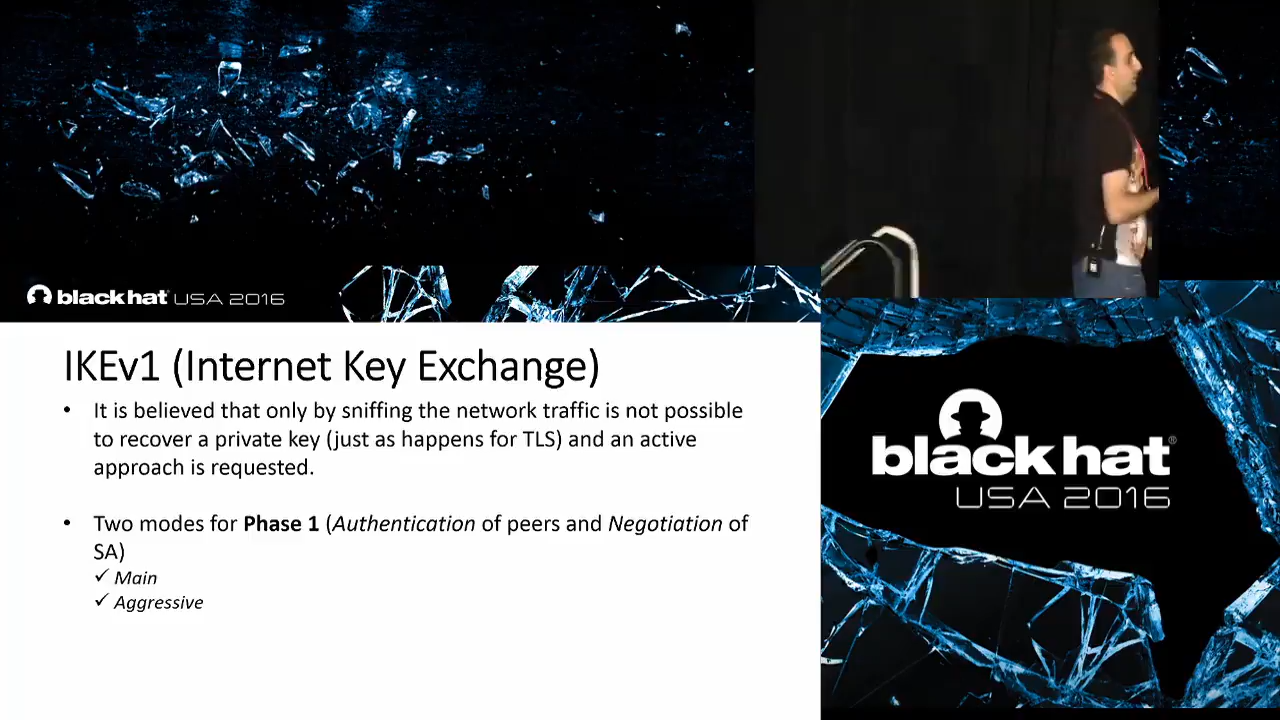 black hat USA 2016
IKEv1 (Internet Key Exchange)
• It is believed that only by sniffing the network traffic is not possible
to recover a private key (just as happens for TLS) and an active
approach is requested.
• Two modes for Phase 1 (Authentication of peers and Negotiation of
SA)
✓ Main
✓ Aggressive
black hat®
USA 2016